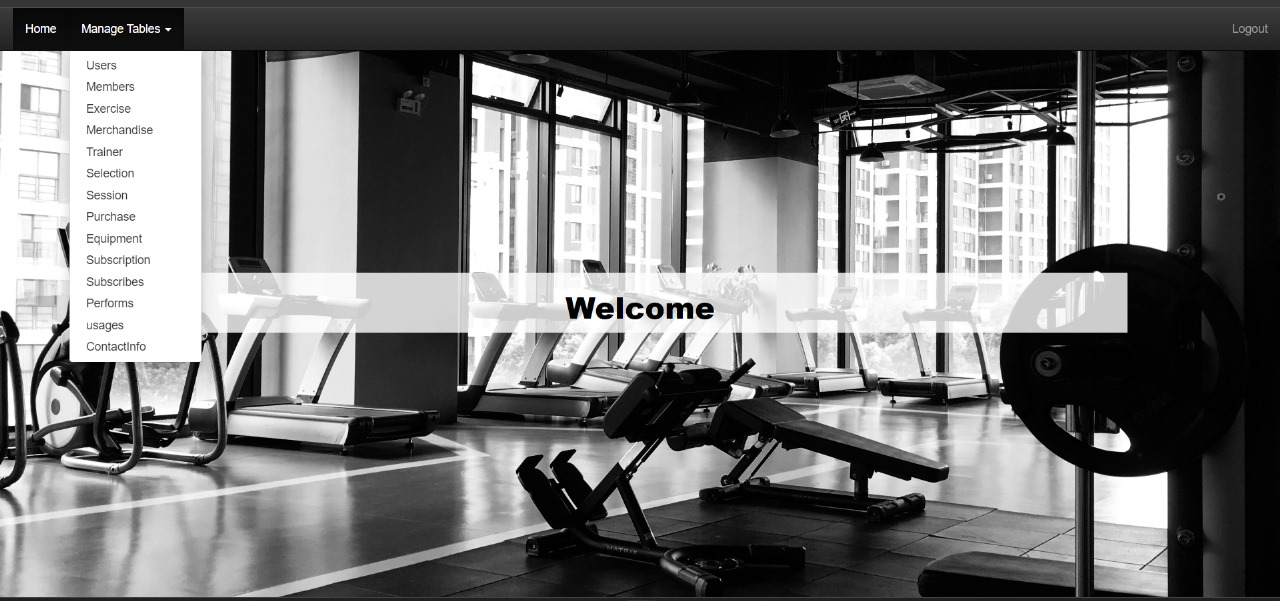 Home Manage Tables Logout
Users
Members
Exercise
Merchandise
Trainer
Selection
Session
Purchase
Equipment
Subscription
Subscribes
Performs
usages
ContactInfo
Welcome
MATRIX